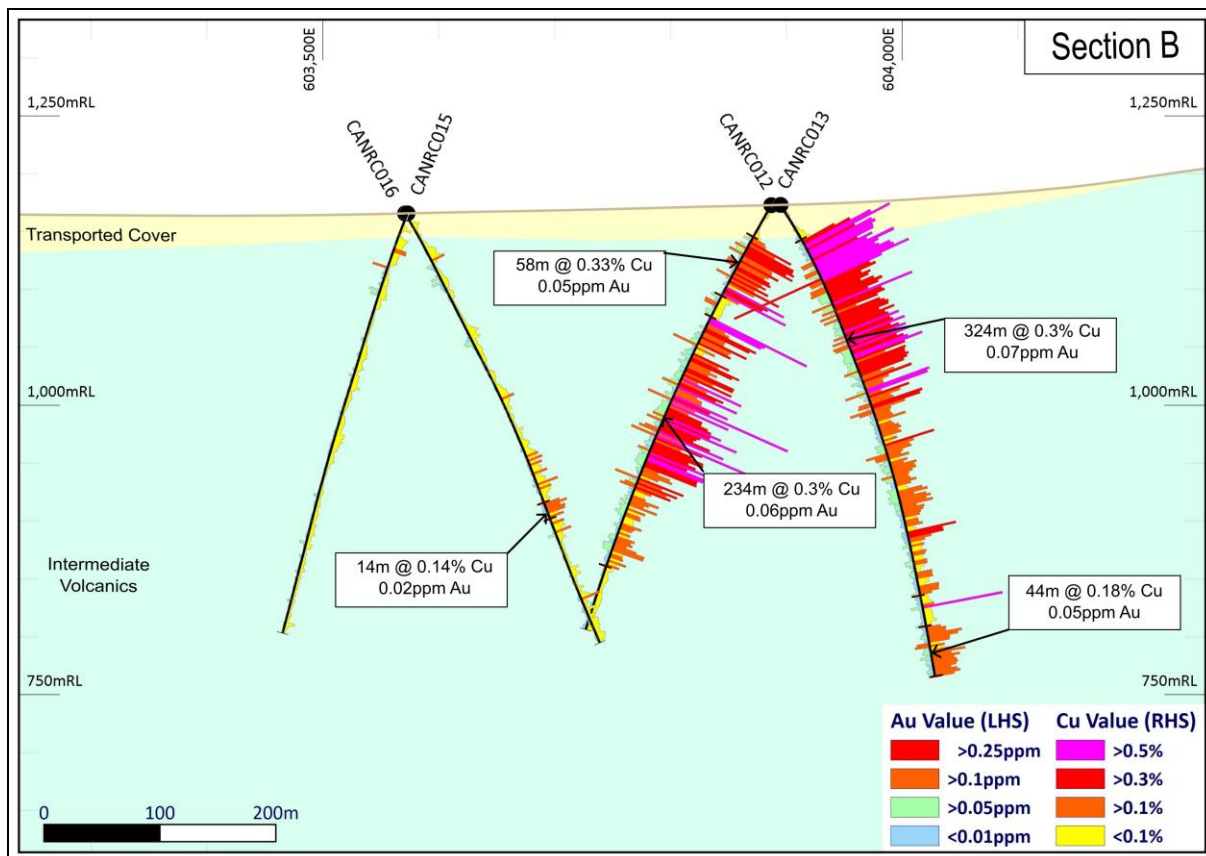 Section B
603,500E
604,000E
1,250mRL
1,250mRL
CANRC016
CANRC015
CANRC012
CANRC013
Transported Cover
58m @ 0.33% Cu
0.05ppm Au
324m @ 0.3% Cu
0.07ppm Au
1,000mRL
1,000mRL
234m @ 0.3% Cu
0.06ppm Au
14m @ 0.14% Cu
0.02ppm Au
Intermediate
Volcanics
44m @ 0.18% Cu
0.05ppm Au
750mRL
750mRL
Au Value (LHS) Cu Value (RHS)
>0.25ppm >0.5%
>0.1ppm >0.3%
>0.05ppm >0.1%
<0.01ppm <0.1%
0 100 200m